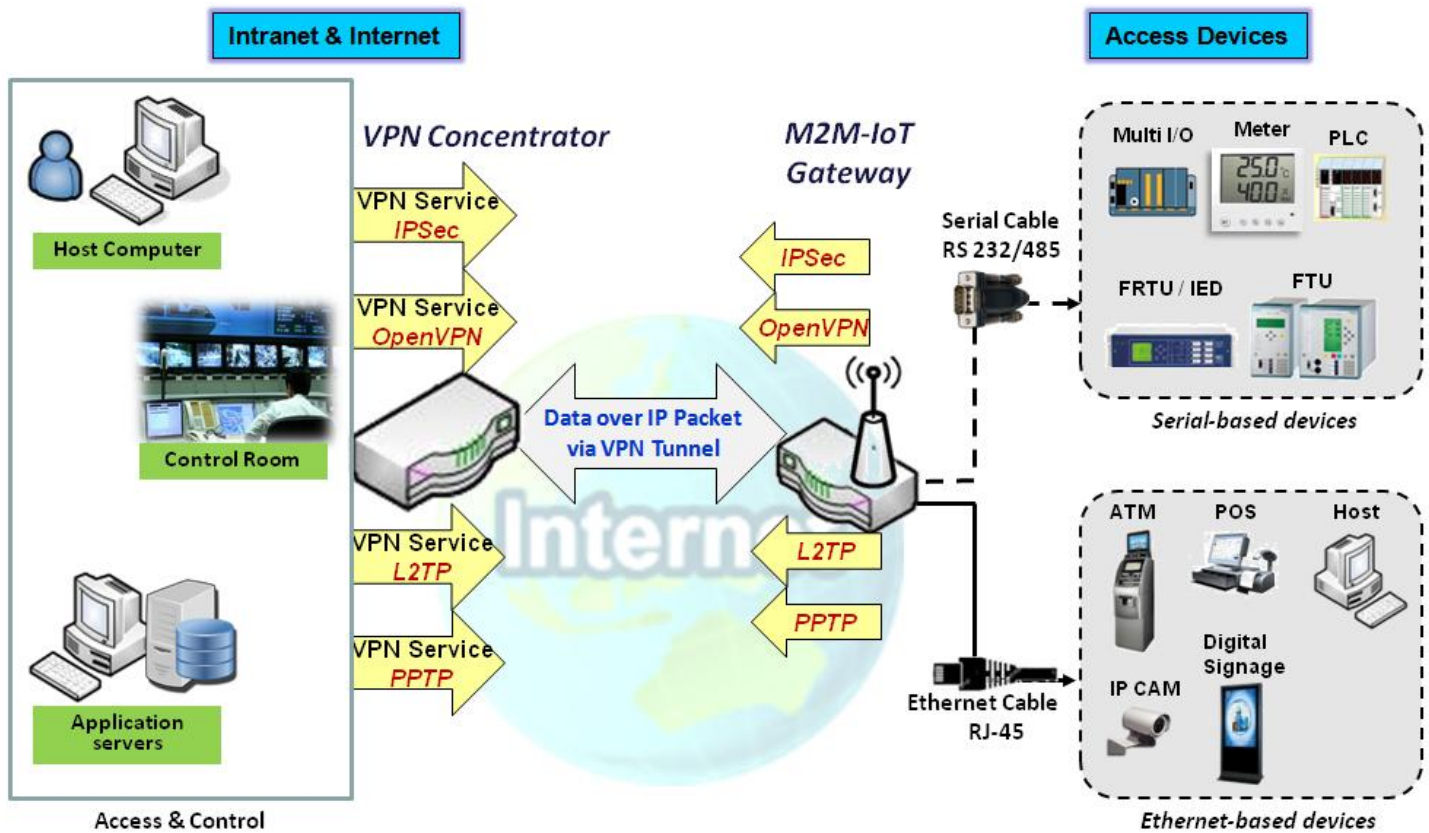 Intranet & Internet
Access Devices
VPN Concentrator
M2M-IoT
Gateway
Host Computer
Control Room
Application
servers
Access & Control
VPN Service
IPSec
VPN Service
OpenVPN
VPN Service
L2TP
VPN Service
PPTP
Data over IP Packet
via VPN Tunnel
Internet
IPSec
OpenVPN
L2TP
PPTP
Serial Cable
RS 232/485
Ethernet Cable
RJ-45
Multi I/O
Meter
PLC
25.0 °C
40.0
FRTU / IED
FTU
Serial-based devices
ATM
POS
Host
IP CAM
Digital
Signage
Ethernet-based devices